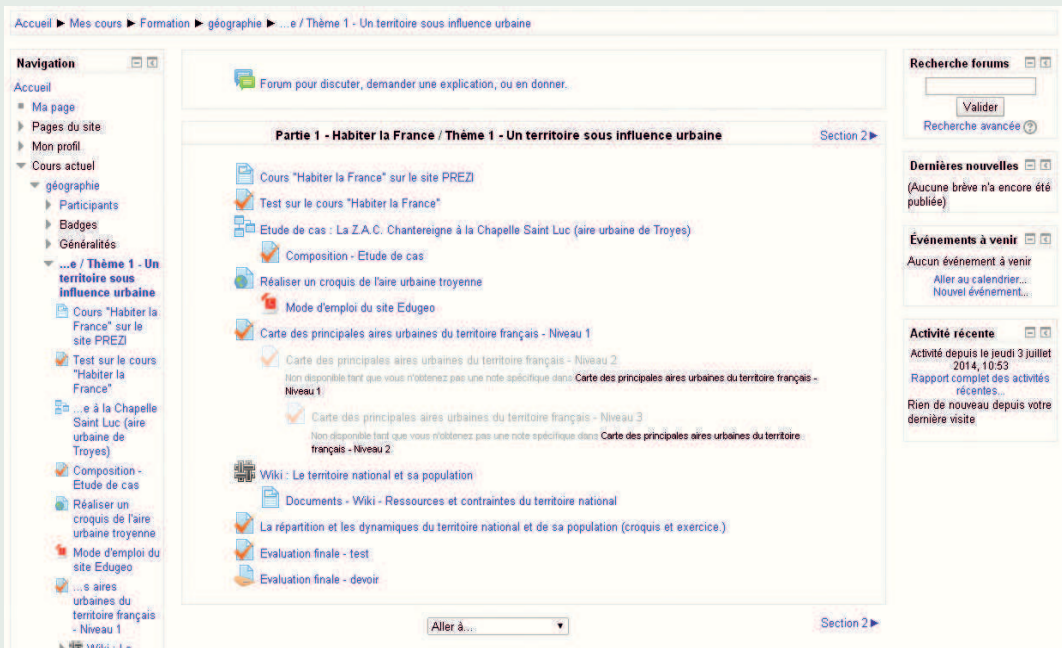 Accueil ► Mes cours ► Formation ► géographie ► ...e / Thème 1 - Un territoire sous influence urbaine
Navigation
Accueil
Ma page
Pages du site
Mon profil
Cours actuel
géographie
Participants
Badges
Généralités
...e / Thème 1 - Un
territoire sous
influence urbaine
Cours "Habiter la
France" sur le
site PREZI
Test sur le cours
"Habiter la
France"
...e à la Chapelle
Saint Luc (aire
urbaine de
Troyes)
Composition -
Etude de cas
Réaliser un
croquis de l'aire
urbaine troyenne
Mode d'emploi du
site Edugeo
...s aires
urbaines du
territoire français
- Niveau 1
Wiki : Le
Forum pour discuter, demander une explication, ou en donner.
Partie 1 - Habiter la France / Thème 1 - Un territoire sous influence urbaine
Section 2 ►
Cours "Habiter la France" sur le site PREZI
Test sur le cours "Habiter la France"
Etude de cas : La Z.A.C. Chantereigne à la Chapelle Saint Luc (aire urbaine de Troyes)
Composition - Etude de cas
Réaliser un croquis de l'aire urbaine troyenne
Mode d'emploi du site Edugeo
Carte des principales aires urbaines du territoire français - Niveau 1
Carte des principales aires urbaines du territoire français - Niveau 2
Non disponible tant que vous n'obtenez pas une note spécifique dans Carte des principales aires urbaines du territoire français -
Niveau 1
Carte des principales aires urbaines du territoire français - Niveau 3
Non disponible tant que vous n'obtenez pas une note spécifique dans Carte des principales aires urbaines du territoire
français - Niveau 2
Wiki : Le territoire national et sa population
Documents - Wiki - Ressources et contraintes du territoire national
La répartition et les dynamiques du territoire national et de sa population (croquis et exercice.)
Evaluation finale - test
Evaluation finale - devoir
Aller à...
Section 2 ►
Recherche forums
Valider
Recherche avancée ?
Dernières nouvelles
(Aucune brève n'a encore été
publiée)
Événements à venir
Aucun événement à venir
Aller au calendrier...
Nouvel événement...
Activité récente
Activité depuis le jeudi 3 juillet
2014, 10:53
Rapport complet des activités
récentes...
Rien de nouveau depuis votre
dernière visite